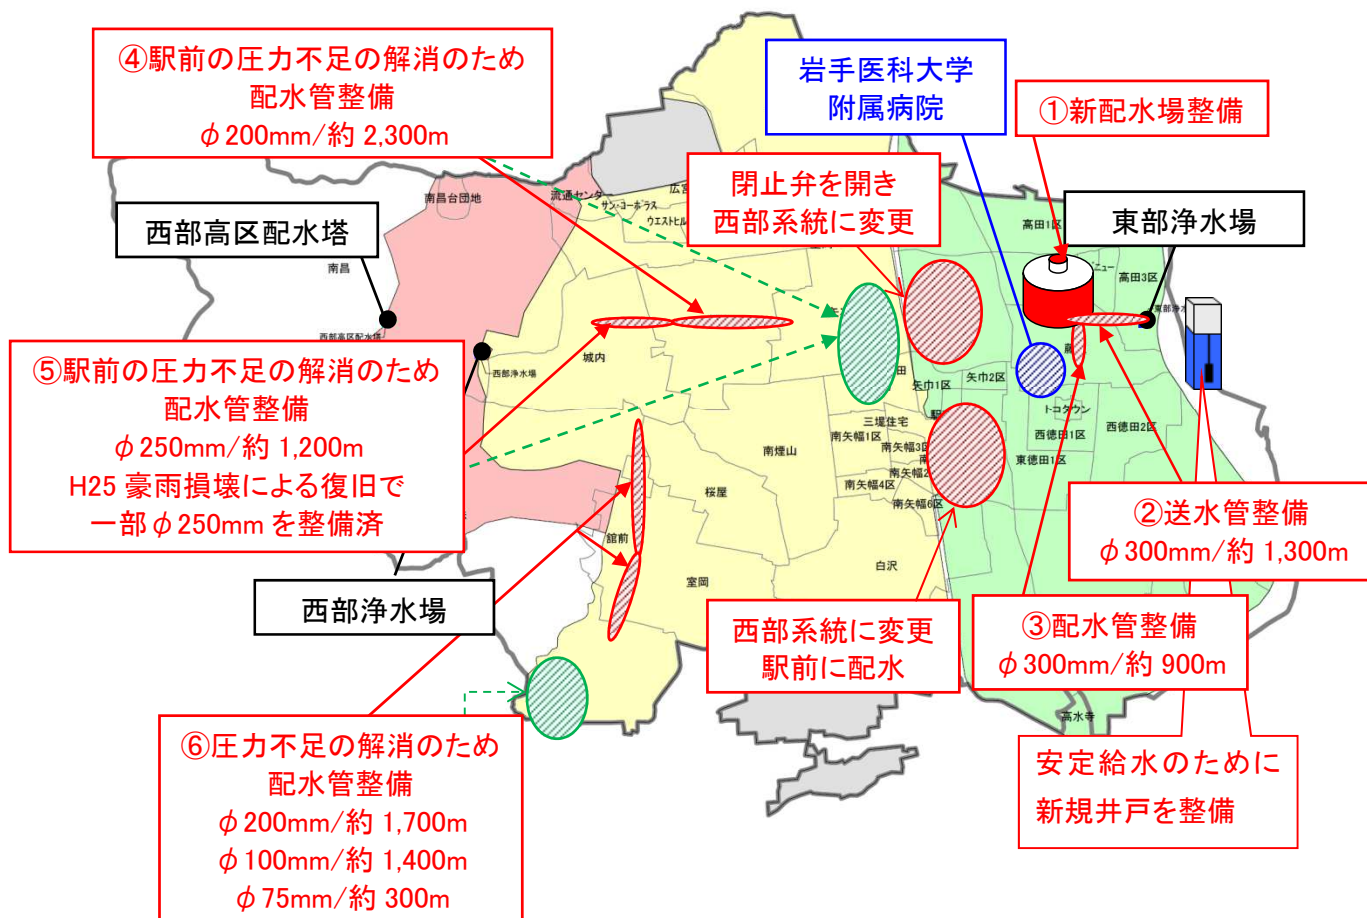 ④駅前の圧力不足の解消のため
配水管整備
φ200mm/約 2,300m
岩手医科大学
附属病院
①新配水場整備
閉止弁を開き
西部系統に変更
西部高区配水塔
東部浄水場
南昌台団地
流通センター
サン・コーポラス
ウエストヒル
高田1区
高田3区
南昌
西部高区配水塔
⑤駅前の圧力不足の解消のため
配水管整備
φ250mm/約 1,200m
H25 豪雨損壊による復旧で
一部φ250mm を整備済
城内
西部浄水場
矢巾1区
矢巾2区
トコタウン
三堤住宅
南矢幅1区
南煙山
西徳田1区
西徳田2区
東徳田1区
南矢幅4区
南矢幅6区
桜屋
舘前
室岡
白沢
②送水管整備
φ300mm/約 1,300m
西部浄水場
西部系統に変更
駅前に配水
③配水管整備
φ300mm/約 900m
高水寺
⑥圧力不足の解消のため
配水管整備
φ200mm/約 1,700m
φ100mm/約 1,400m
φ75mm/約 300m
安定給水のために
新規井戸を整備